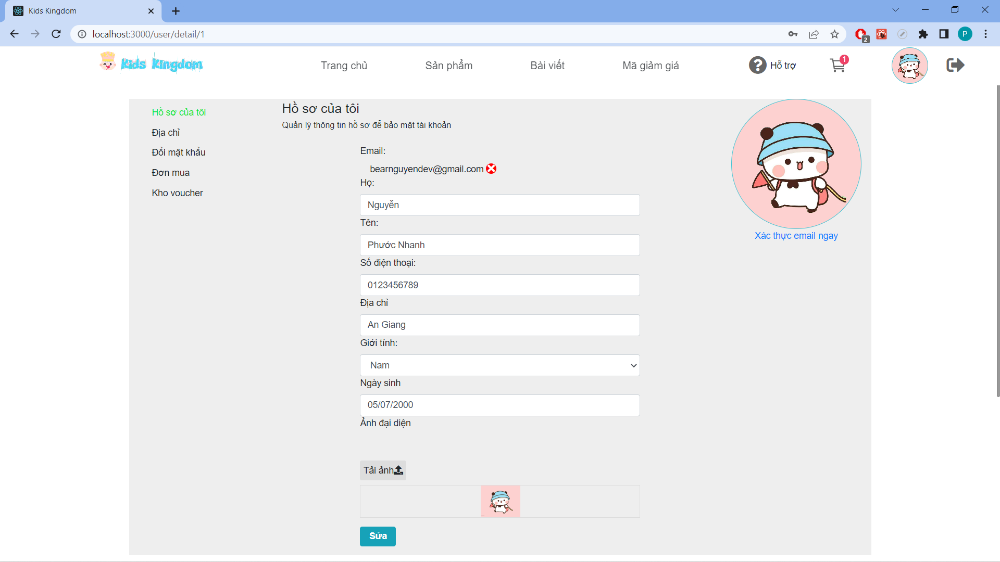 Kids Kingdom
localhost:3000/user/detail/1
2
P
Kids Kingdom
Trang chủ
Sản phẩm
Bài viết
Mã giảm giá
? Hỗ trợ
1
Hồ sơ của tôi
Địa chỉ
Đổi mật khẩu
Đơn mua
Kho voucher
Hồ sơ của tôi
Quản lý thông tin hồ sơ để bảo mật tài khoản
Email:
bearnguyendev@gmail.com
Họ:
Nguyễn
Tên:
Phước Nhanh
Số điện thoại:
0123456789
Địa chỉ
An Giang
Giới tính:
Nam
Ngày sinh
05/07/2000
Ảnh đại diện
Tải ảnh
Sửa
Xác thực email ngay